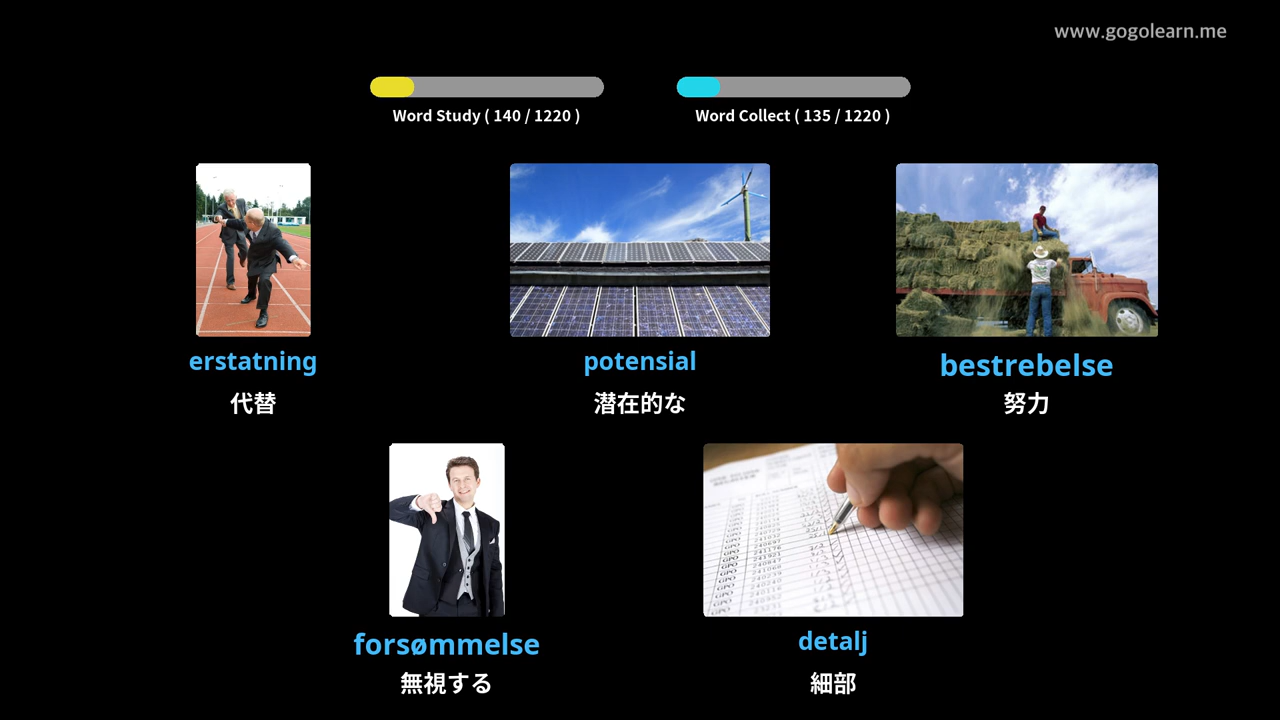 www.gogolearn.me
Word Study ( 140 / 1220 )
Word Collect ( 135 / 1220 )
erstatning
potensial
bestrebelse
代替
潜在的な
努力
forsømmelse
detalj
無視する
細部